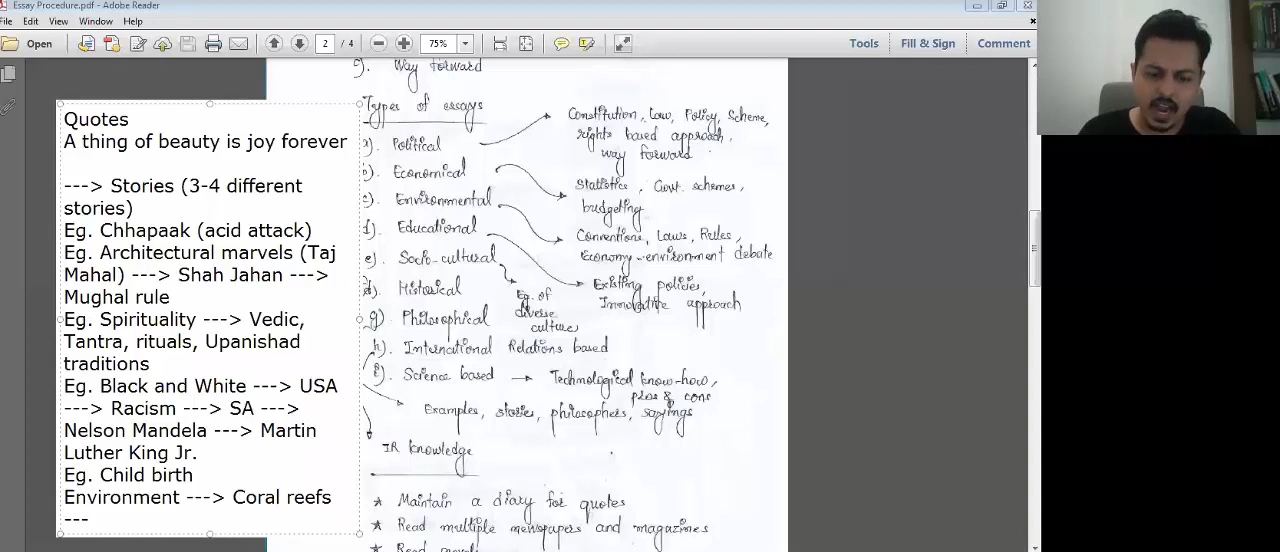 Essay Procedure.pdf - Adobe Reader
File Edit View Window Help
Open 2 / 4 75% Tools Fill & Sign Comment
Way forward
Types of essays
Quotes
A thing of beauty is joy forever
---> Stories (3-4 different
stories)
Eg. Chhapaak (acid attack)
Eg. Architectural marvels (Taj
Mahal) ---> Shah Jahan --->
Mughal rule
Eg. Spirituality ---> Vedic,
Tantra, rituals, Upanishad
traditions
Eg. Black and White ---> USA
---> Racism ---> SA --->
Nelson Mandela ---> Martin
Luther King Jr.
Eg. Child birth
Environment ---> Coral reefs
---
a). Political
b). Economical
c). Environmental
d). Educational
e). Socio-cultural
d). Historical
g). Philosophical
h). International Relations based
i). Science based → Technological know-how,
pros & cons
Constitution, Law, Policy, Scheme,
rights based approach,
way forward
Statistics, Govt. schemes,
budgeting
Conventions, Laws, Rules,
Economy-environment debate
Existing policies,
Innovative approach
Eg. of
diverse
cultures
Examples, stories, philosophers, sayings
IR knowledge
* Maintain a diary for quotes
* Read multiple newspapers and magazines
* Read